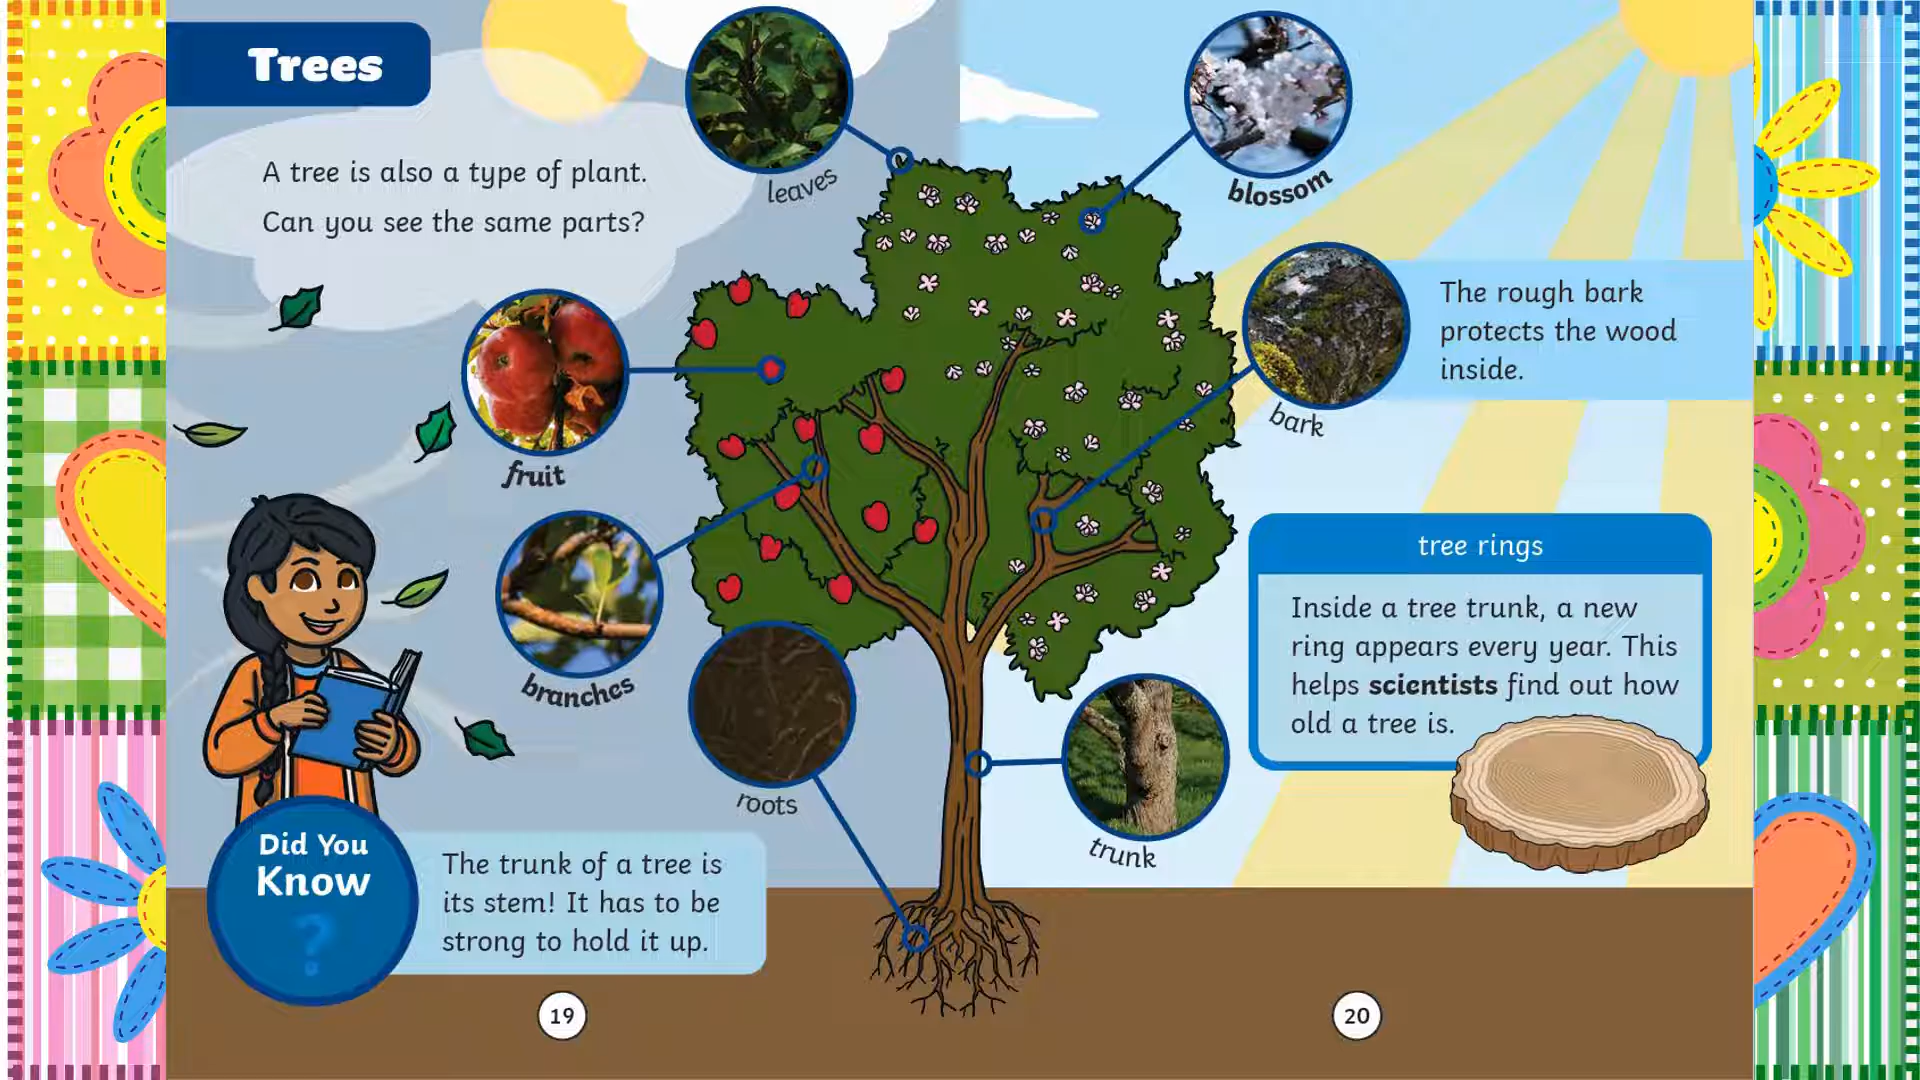 Trees
A tree is also a type of plant.
Can you see the same parts?
leaves
blossom
The rough bark
protects the wood
inside.
bark
fruit
branches
roots
trunk
tree rings
Inside a tree trunk, a new
ring appears every year. This
helps scientists find out how
old a tree is.
Did You
Know
?
The trunk of a tree is
its stem! It has to be
strong to hold it up.
19
20